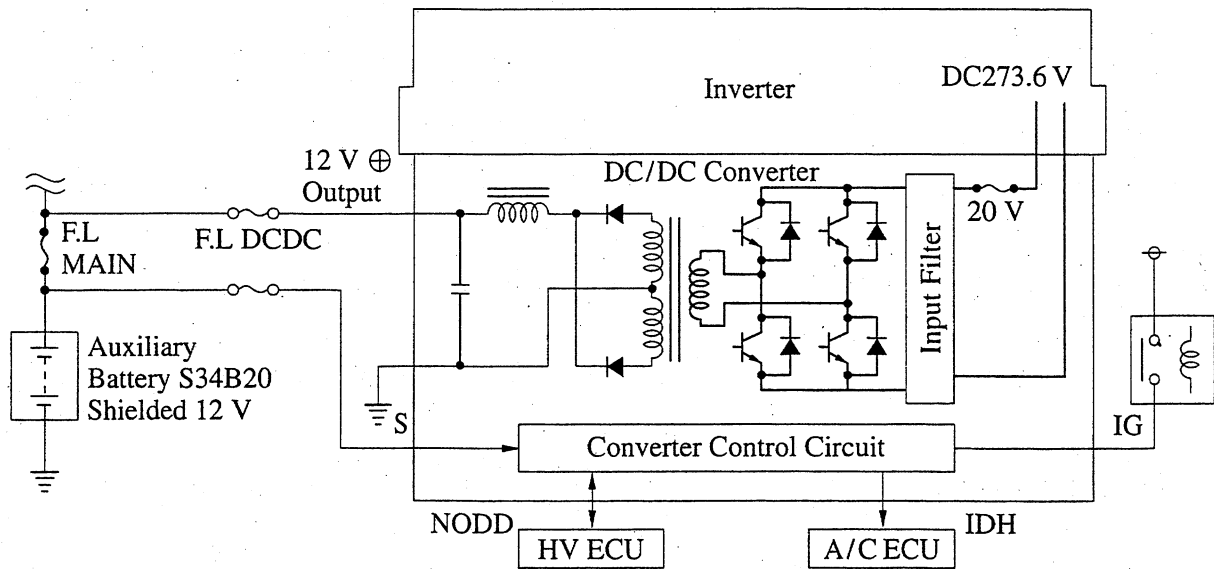 Inverter
DC273.6 V
12 V ⊕
Output
DC/DC Converter
20 V
F.L DCDC
F.L
MAIN
Input Filter
Auxiliary
Battery S34B20
Shielded 12 V
S
IG
Converter Control Circuit
NODD
IDH
HV ECU
A/C ECU